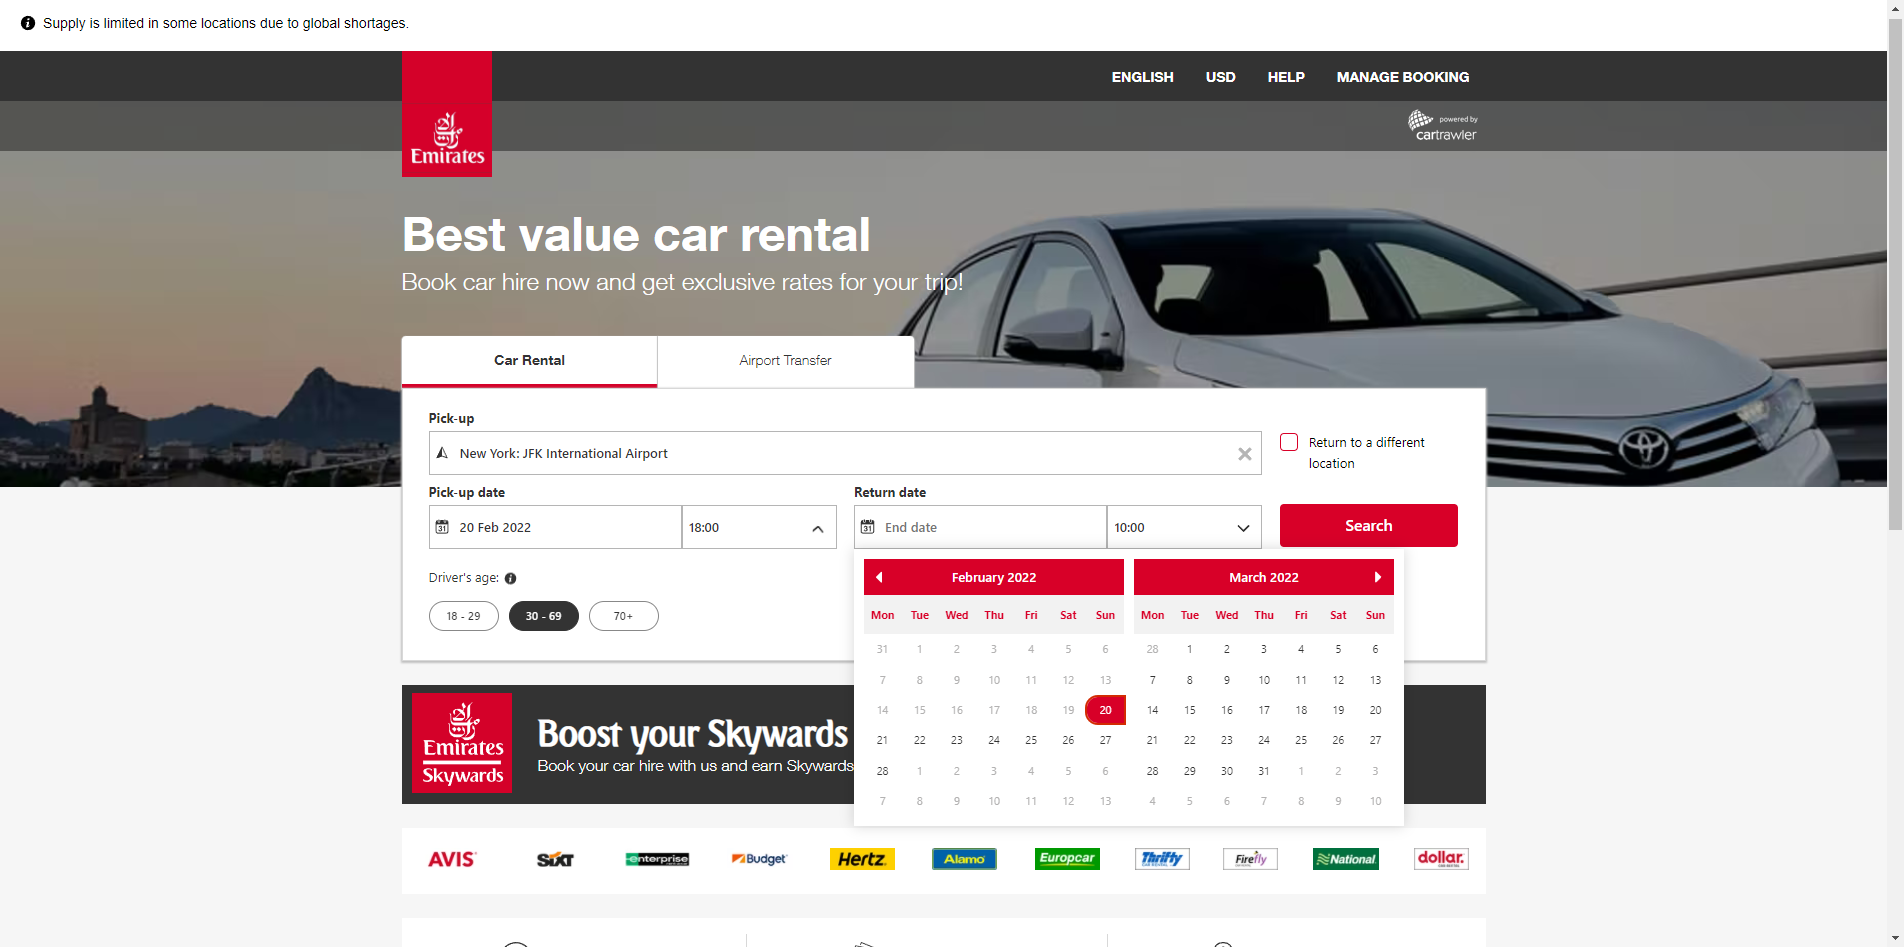 Supply is limited in some locations due to global shortages.
ENGLISH USD HELP MANAGE BOOKING
powered by
cartrawler
Emirates
Best value car rental
Book car hire now and get exclusive rates for your trip!
Car Rental Airport Transfer
Pick-up
New York: JFK International Airport
Return to a different
location
Pick-up date Return date
31 20 Feb 2022 18:00 31 End date 10:00 Search
Driver's age:
18 - 29 30 - 69 70+
February 2022 March 2022
Mon Tue Wed Thu Fri Sat Sun Mon Tue Wed Thu Fri Sat Sun
31 1 2 3 4 5 6 28 1 2 3 4 5 6
7 8 9 10 11 12 13 7 8 9 10 11 12 13
14 15 16 17 18 19 20 14 15 16 17 18 19 20
21 22 23 24 25 26 27 21 22 23 24 25 26 27
28 1 2 3 4 5 6 28 29 30 31 1 2 3
7 8 9 10 11 12 13 4 5 6 7 8 9 10
Emirates
Skywards
Boost your Skywards
Book your car hire with us and earn Skywards
AVIS SIXT enterprise Budget Hertz Alamo Europcar Thrifty Firefly National dollar.